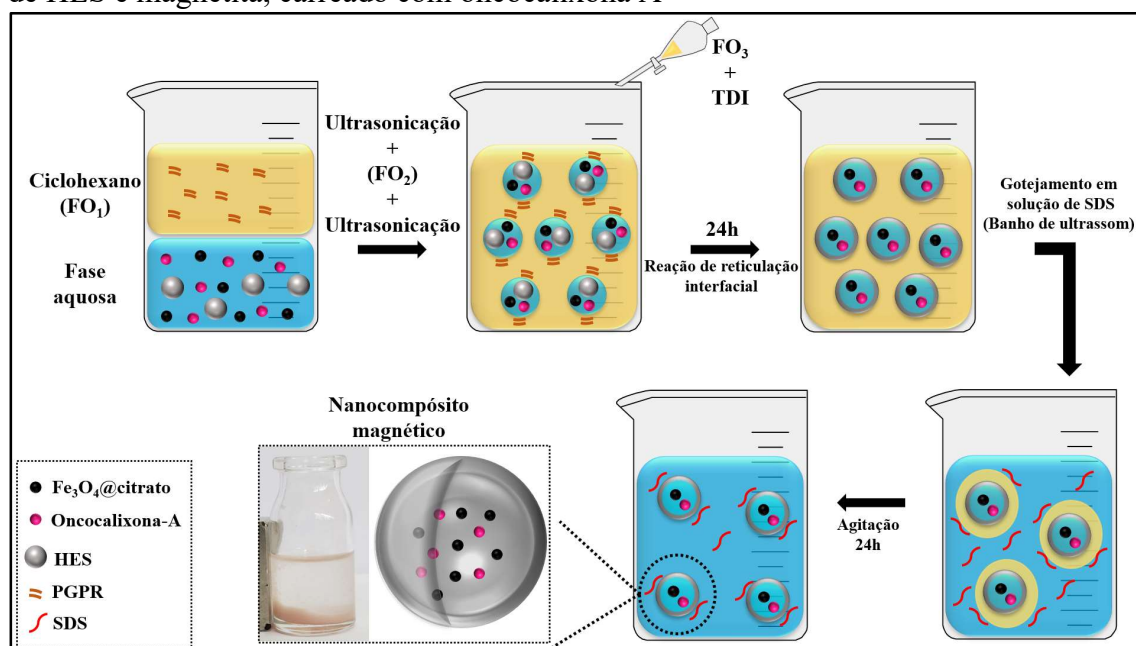 de HES e magnetita, carreado com oncocalixona A
Ciclohexano
(FO₁)
Fase
aquosa
Ultrasonicação
+
(FO₂)
+
Ultrasonicação
FO₃
+
TDI
24h
Reação de reticulação
interfacial
Gotejamento em
solução de SDS
(Banho de ultrassom)
Agitação
24h
Nanocompósito
magnético
Fe₃O₄@citrato
Oncocalixona-A
HES
PGPR
SDS